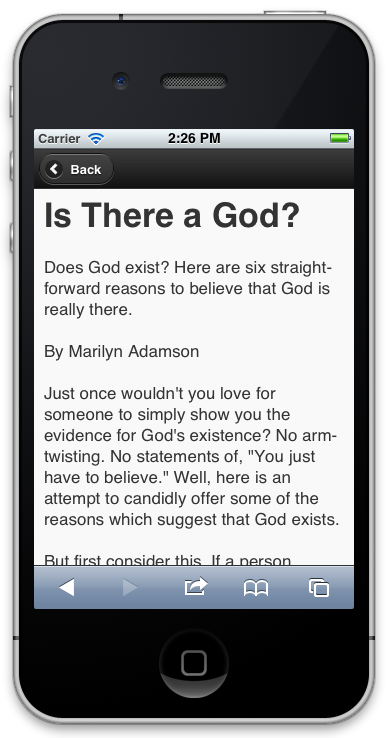 Carrier 2:26 PM
Back
Is There a God?
Does God exist? Here are six straight-
forward reasons to believe that God is
really there.
By Marilyn Adamson
Just once wouldn't you love for
someone to simply show you the
evidence for God's existence? No arm-
twisting. No statements of, "You just
have to believe." Well, here is an
attempt to candidly offer some of the
reasons which suggest that God exists.
But first consider this. If a person